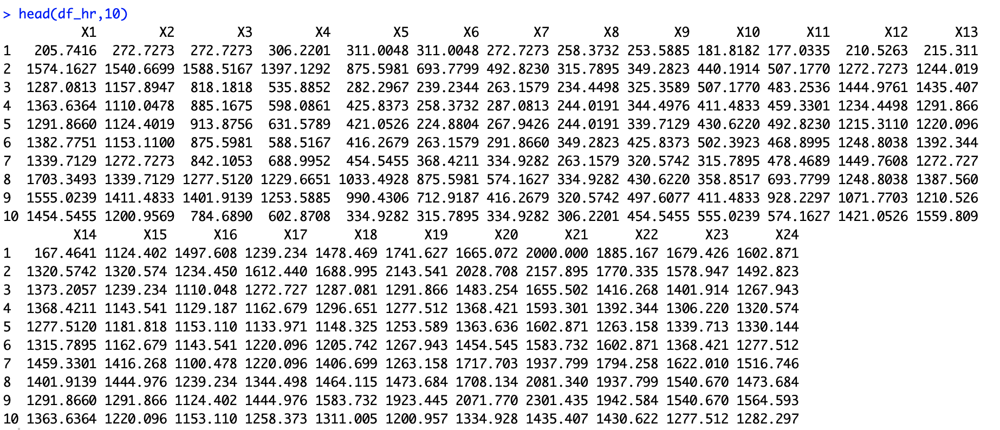 > head(df_hr,10)
X1 X2 X3 X4 X5 X6 X7 X8 X9 X10 X11 X12 X13
1 205.7416 272.7273 272.7273 306.2201 311.0048 311.0048 272.7273 258.3732 253.5885 181.8182 177.0335 210.5263 215.311
2 1574.1627 1540.6699 1588.5167 1397.1292 875.5981 693.7799 492.8230 315.7895 349.2823 440.1914 507.1770 1272.7273 1244.019
3 1287.0813 1157.8947 818.1818 535.8852 282.2967 239.2344 263.1579 234.4498 325.3589 507.1770 483.2536 1444.9761 1435.407
4 1363.6364 1110.0478 885.1675 598.0861 425.8373 258.3732 287.0813 244.0191 344.4976 411.4833 459.3301 1234.4498 1291.866
5 1291.8660 1124.4019 913.8756 631.5789 421.0526 224.8804 267.9426 244.0191 339.7129 430.6220 492.8230 1215.3110 1220.096
6 1382.7751 1153.1100 875.5981 588.5167 416.2679 263.1579 291.8660 349.2823 425.8373 502.3923 468.8995 1248.8038 1392.344
7 1339.7129 1272.7273 842.1053 688.9952 454.5455 368.4211 334.9282 263.1579 320.5742 315.7895 478.4689 1449.7608 1272.727
8 1703.3493 1339.7129 1277.5120 1229.6651 1033.4928 875.5981 574.1627 334.9282 430.6220 358.8517 693.7799 1248.8038 1387.560
9 1555.0239 1411.4833 1401.9139 1253.5885 990.4306 712.9187 416.2679 320.5742 497.6077 411.4833 928.2297 1071.7703 1210.526
10 1454.5455 1200.9569 784.6890 602.8708 334.9282 315.7895 334.9282 306.2201 454.5455 555.0239 574.1627 1421.0526 1559.809
X14 X15 X16 X17 X18 X19 X20 X21 X22 X23 X24
1 167.4641 1124.402 1497.608 1239.234 1478.469 1741.627 1665.072 2000.000 1885.167 1679.426 1602.871
2 1320.5742 1320.574 1234.450 1612.440 1688.995 2143.541 2028.708 2157.895 1770.335 1578.947 1492.823
3 1373.2057 1239.234 1110.048 1272.727 1287.081 1291.866 1483.254 1655.502 1416.268 1401.914 1267.943
4 1368.4211 1143.541 1129.187 1162.679 1296.651 1277.512 1368.421 1593.301 1392.344 1306.220 1320.574
5 1277.5120 1181.818 1153.110 1133.971 1148.325 1253.589 1363.636 1602.871 1263.158 1339.713 1330.144
6 1315.7895 1162.679 1143.541 1220.096 1205.742 1267.943 1454.545 1583.732 1602.871 1368.421 1277.512
7 1459.3301 1416.268 1100.478 1220.096 1406.699 1263.158 1717.703 1937.799 1794.258 1622.010 1516.746
8 1401.9139 1444.976 1239.234 1344.498 1464.115 1473.684 1708.134 2081.340 1937.799 1540.670 1473.684
9 1291.8660 1291.866 1124.402 1444.976 1583.732 1923.445 2071.770 2301.435 1942.584 1540.670 1564.593
10 1363.6364 1220.096 1153.110 1258.373 1311.005 1200.957 1334.928 1435.407 1430.622 1277.512 1282.297